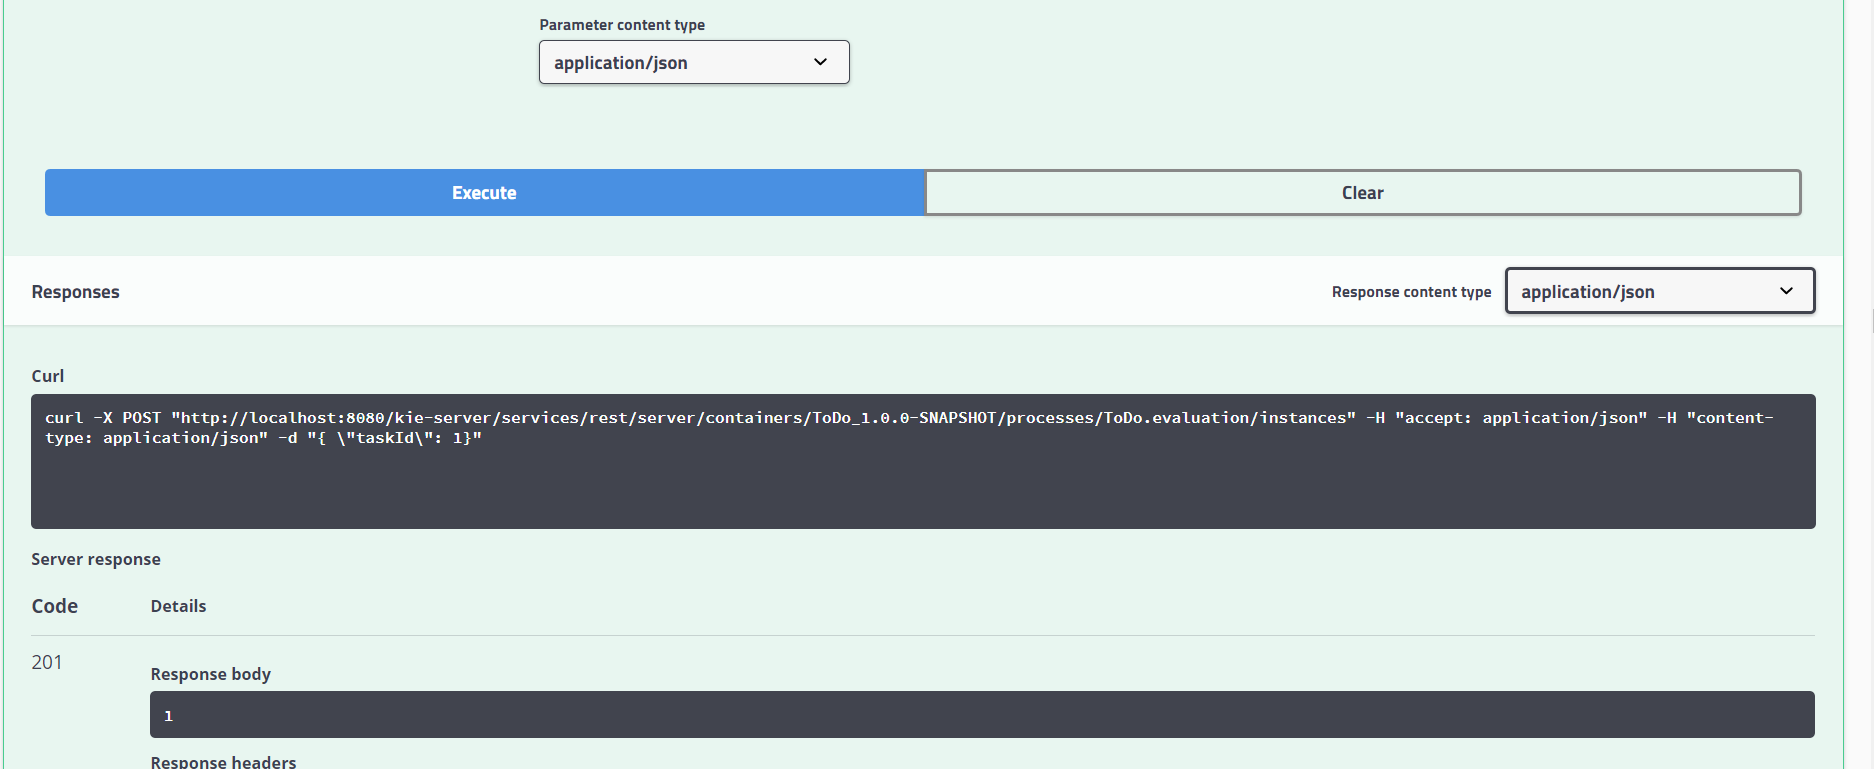 Parameter content type
application/json
Execute
Clear
Responses
Response content type
application/json
Curl
curl -X POST "http://localhost:8080/kie-server/services/rest/server/containers/ToDo_1.0.0-SNAPSHOT/processes/ToDo.evaluation/instances" -H "accept: application/json" -H "content-
type: application/json" -d "{ \"taskId\": 1}"
Server response
Code
Details
201
Response body
1
Response headers